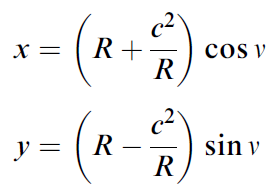 x = ( R + c² / R ) cos ν
y = ( R − c² / R ) sin ν